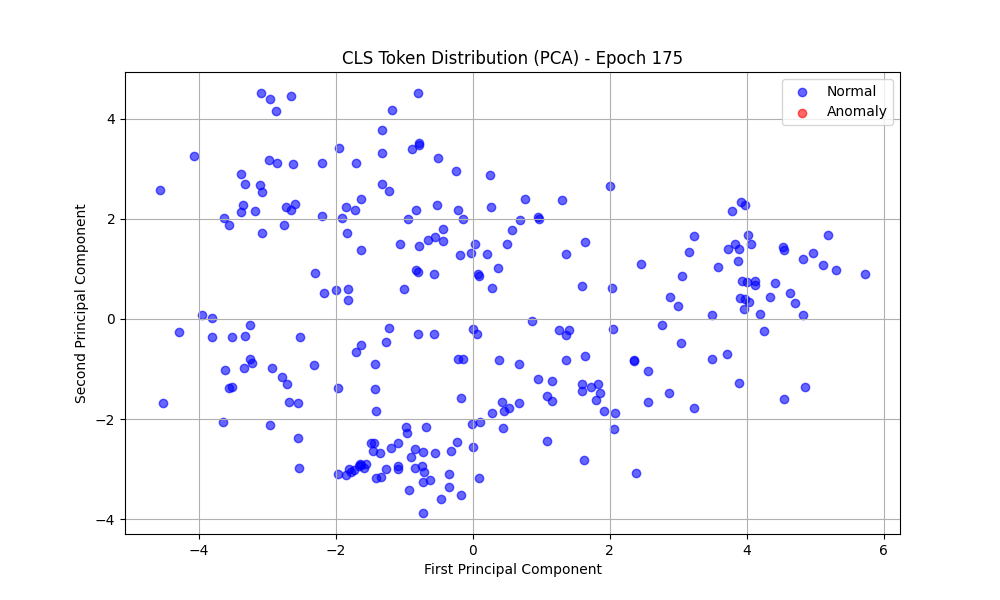 CLS Token Distribution (PCA) - Epoch 175
Normal
Anomaly
4
2
0
−2
−4
Second Principal Component
−4
−2
0
2
4
6
First Principal Component